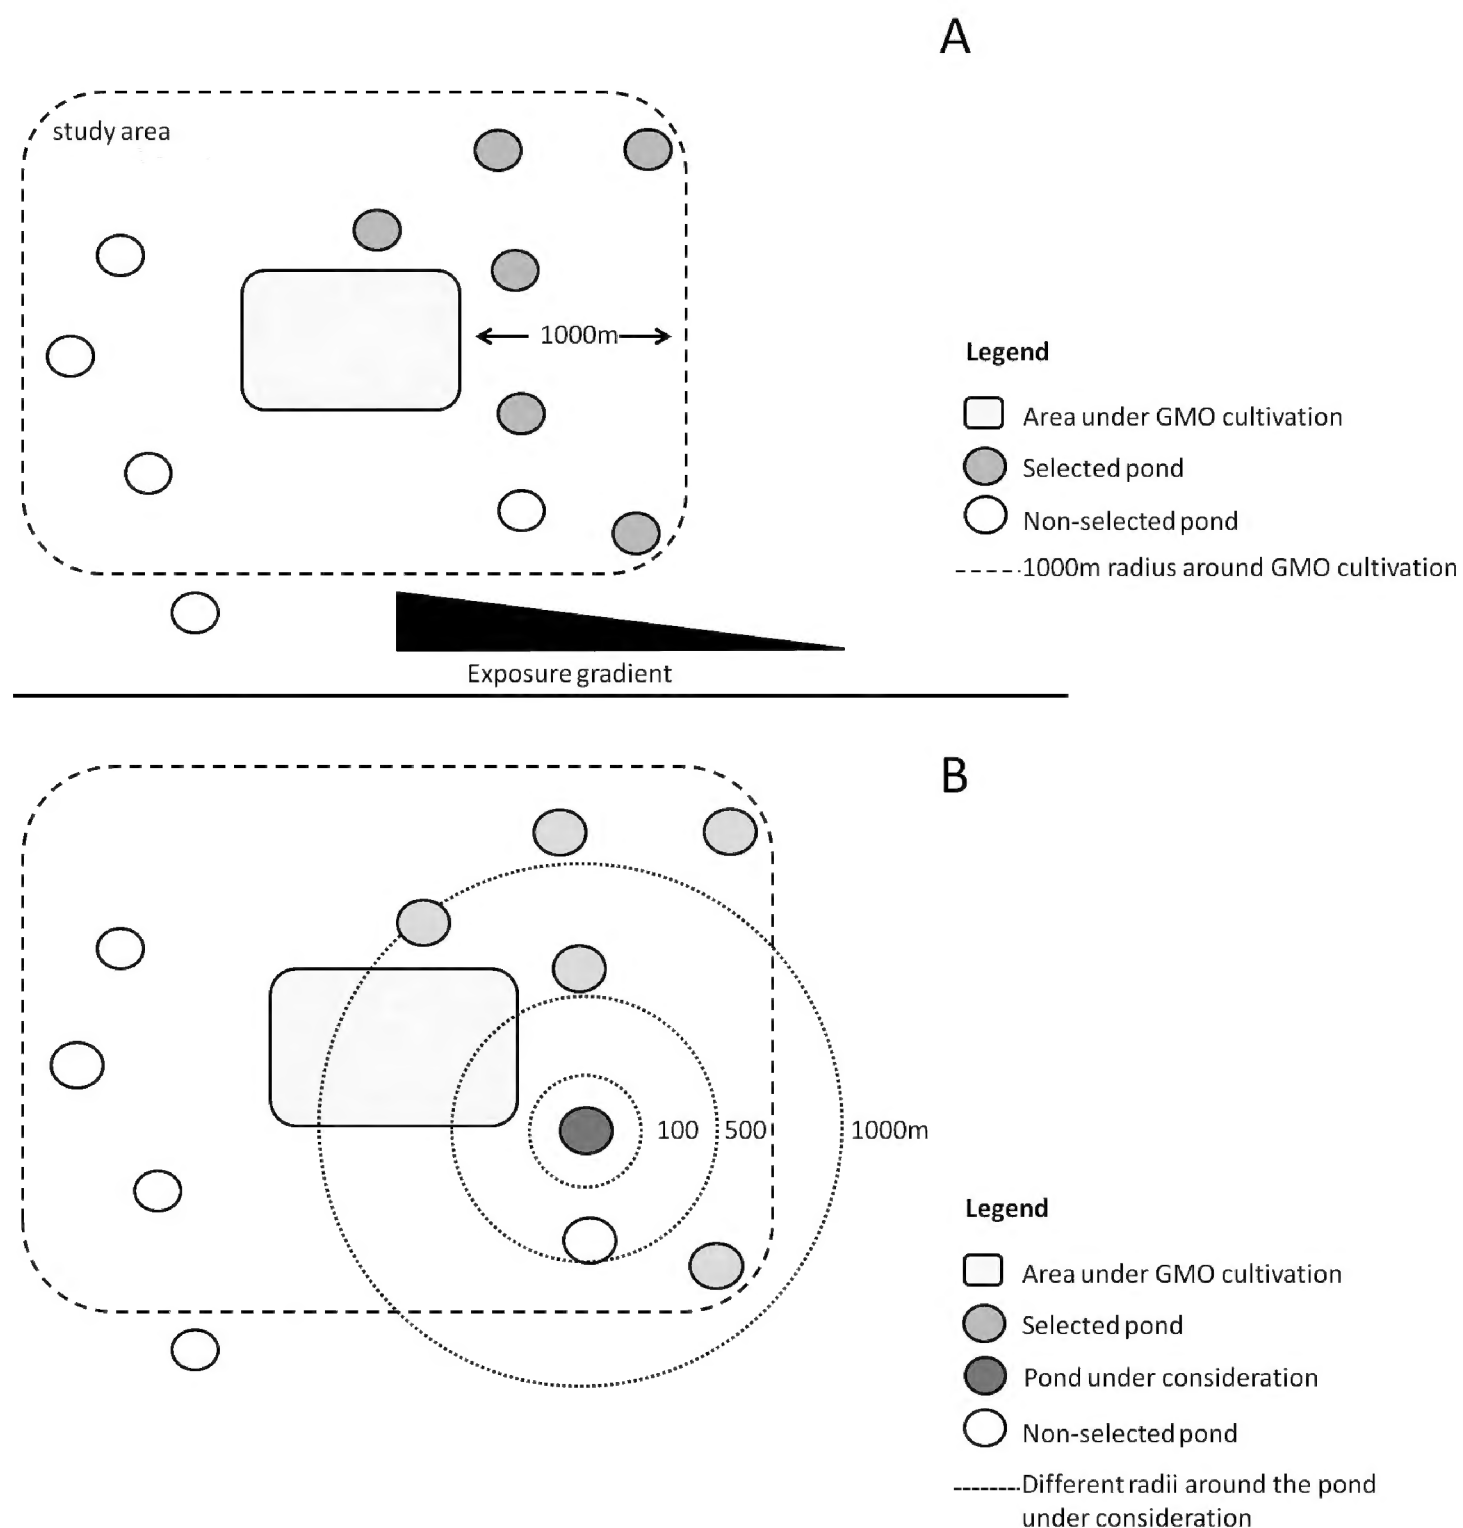 A
study area
1000m
Legend
Area under GMO cultivation
Selected pond
Non-selected pond
1000m radius around GMO cultivation
Exposure gradient
B
100
500
1000m
Legend
Area under GMO cultivation
Selected pond
Pond under consideration
Non-selected pond
Different radii around the pond
under consideration